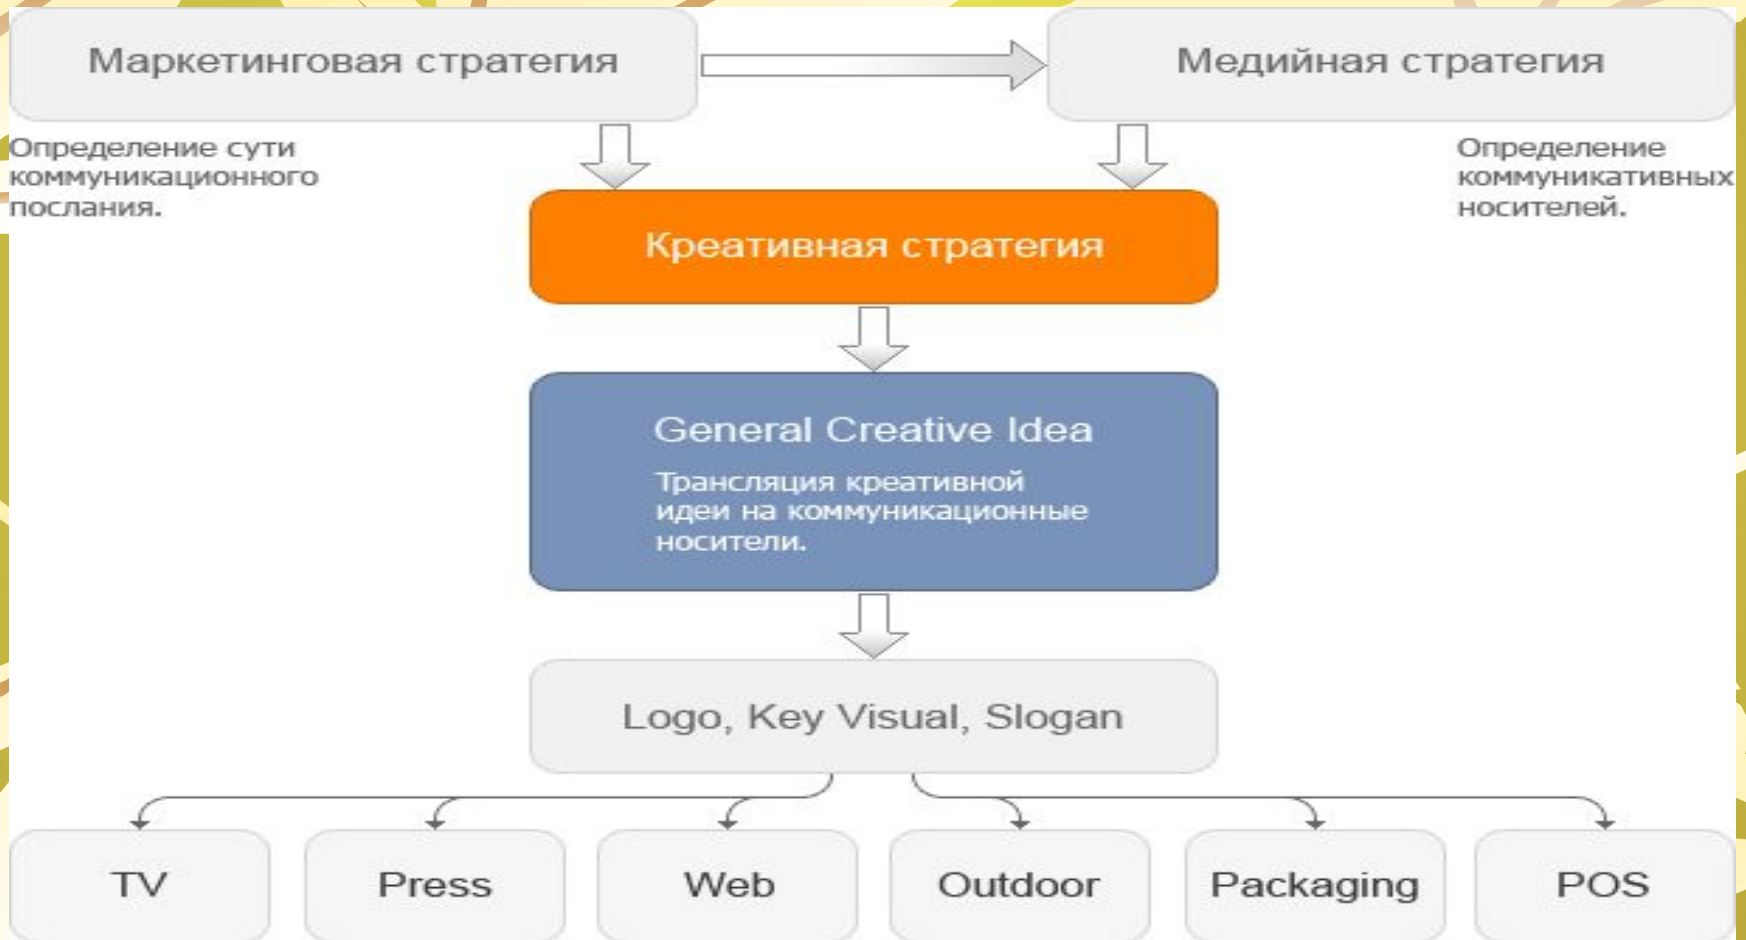 Маркетинговая стратегия
Медийная стратегия
Определение сути
коммуникационного
послания.
Определение
коммуникативных
носителей.
Креативная стратегия
General Creative Idea
Трансляция креативной
идеи на коммуникационные
носители.
Logo, Key Visual, Slogan
TV
Press
Web
Outdoor
Packaging
POS